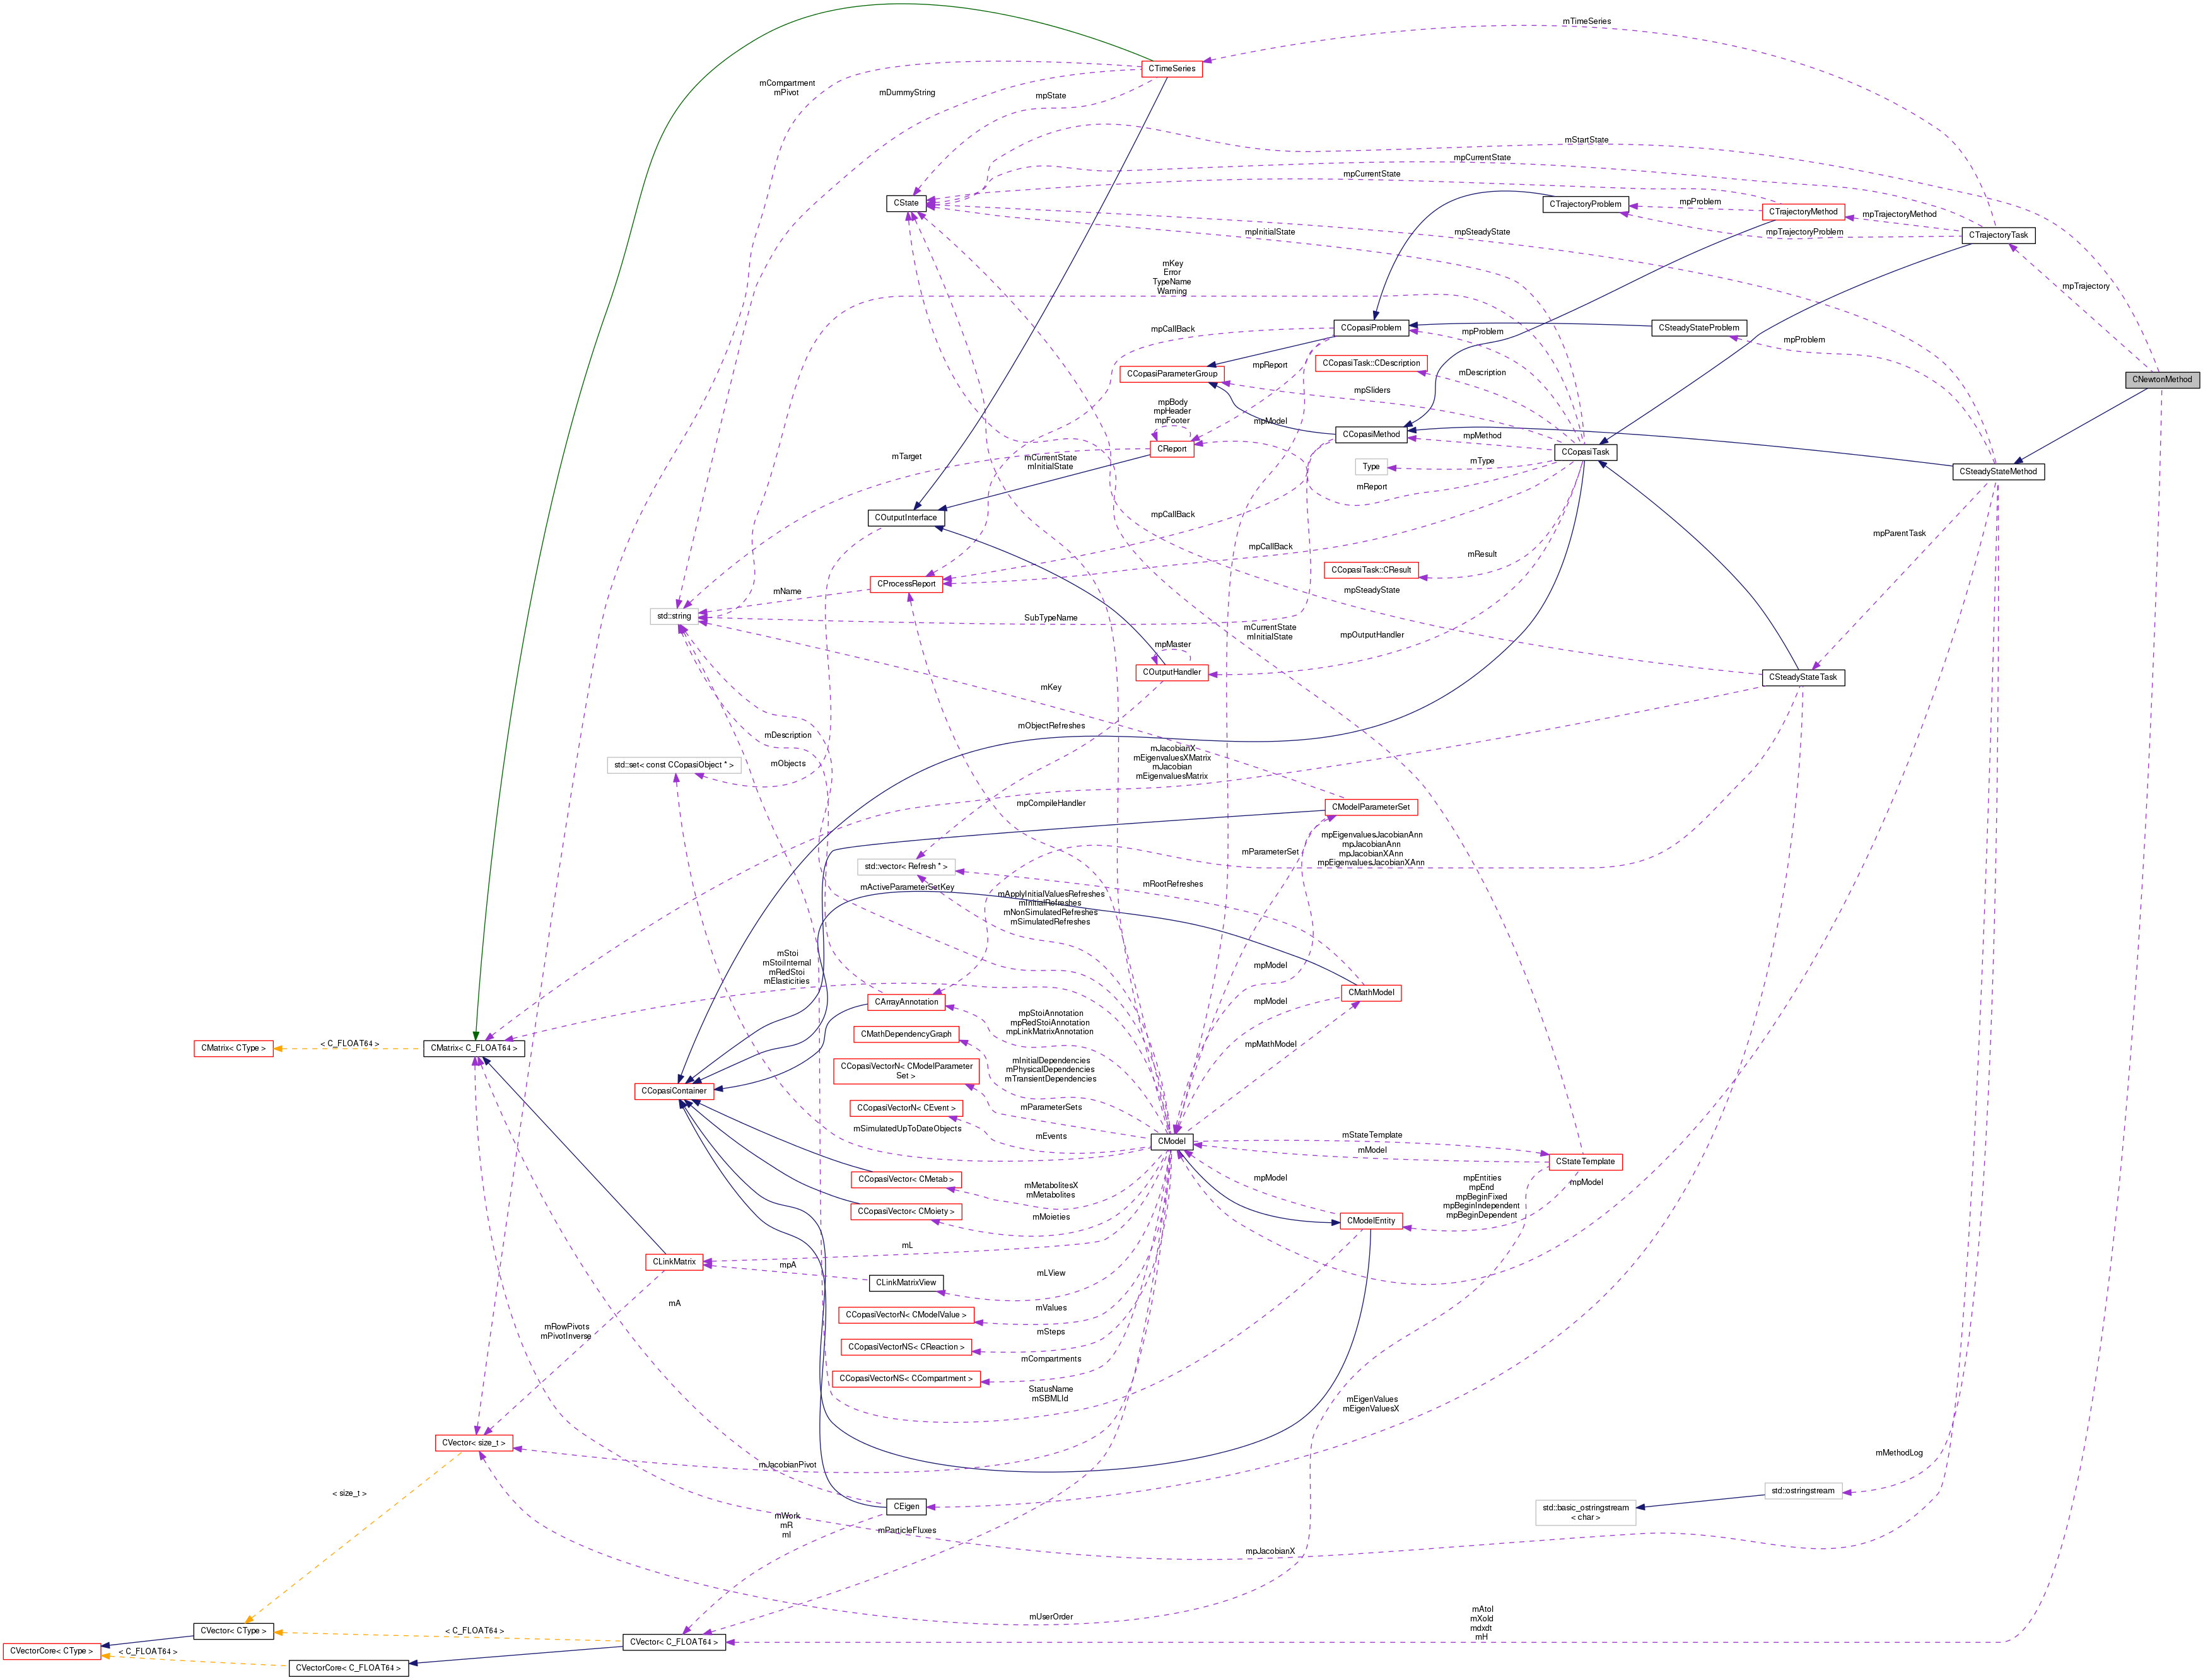 mTimeSeries
CTimeSeries
mCompartment
mPivot
mDummyString
mpState
mStartState
mpCurrentState
mpCurrentState
CState
CTrajectoryProblem
mpProblem
CTrajectoryMethod
mpTrajectoryMethod
mpTrajectoryProblem
CTrajectoryTask
mpInitialState
mpSteadyState
mKey
Error
TypeName
Warning
mpTrajectory
mpCallBack
CCopasiProblem
mpProblem
CSteadyStateProblem
mpProblem
mpReport
CCopasiTask::CDescription
mDescription
CCopasiParameterGroup
mpSliders
CNewtonMethod
mpBody
mpHeader
mpFooter
mpModel
CCopasiMethod
mpMethod
CReport
CCopasiTask
mTarget
mCurrentState
mInitialState
Type
mType
CSteadyStateMethod
mReport
COutputInterface
mpCallBack
mpParentTask
mpCallBack
mResult
CCopasiTask::CResult
CProcessReport
mName
mpSteadyState
std::string
SubTypeName
mCurrentState
mInitialState
mpOutputHandler
mpMaster
COutputHandler
CSteadyStateTask
mKey
mObjectRefreshes
mDescription
mObjects
std::set< const CCopasiObject * >
mJacobianX
mEigenvaluesXMatrix
mJacobian
mEigenvaluesMatrix
mpCompileHandler
CModelParameterSet
mpEigenvaluesJacobianAnn
mpJacobianAnn
mpJacobianXAnn
mpEigenvaluesJacobianXAnn
mParameterSet
std::vector< Refresh * >
mActiveParameterSetKey
mRootRefreshes
mApplyInitialValuesRefreshes
mInitialRefreshes
mNonSimulatedRefreshes
mSimulatedRefreshes
mStoi
mStoiInternal
mRedStoi
mElasticities
mpModel
CArrayAnnotation
CMathModel
mpModel
mpStoiAnnotation
mpRedStoiAnnotation
mpLinkMatrixAnnotation
CMathDependencyGraph
mpMathModel
CMatrix< CType >
< C_FLOAT64 >
CMatrix< C_FLOAT64 >
mInitialDependencies
mPhysicalDependencies
mTransientDependencies
CCopasiVectorN< CModelParameter
Set >
CCopasiContainer
mParameterSets
CCopasiVectorN< CEvent >
mSimulatedUpToDateObjects
mEvents
CModel
mStateTemplate
mModel
CStateTemplate
CCopasiVector< CMetab >
mMetabolitesX
mMetabolites
mpModel
mpEntities
mpEnd
mpBeginFixed
mpBeginIndependent
mpBeginDependent
mpModel
CCopasiVector< CMoiety >
mMoieties
CModelEntity
mL
CLinkMatrix
mpA
CLinkMatrixView
mLView
mA
CCopasiVectorN< CModelValue >
mValues
mRowPivots
mPivotInverse
mSteps
CCopasiVectorNS< CReaction >
mCompartments
CCopasiVectorNS< CCompartment >
StatusName
mSBMLId
mEigenValues
mEigenValuesX
CVector< size_t >
mMethodLog
mJacobianPivot
< size_t >
std::ostringstream
CEigen
std::basic_ostringstream
< char >
mWork
mR
mI
mParticleFluxes
mpJacobianX
mUserOrder
mAtol
mXold
mdxdt
mH
CVector< CType >
< C_FLOAT64 >
CVector< C_FLOAT64 >
CVectorCore< CType >
< C_FLOAT64 >
CVectorCore< C_FLOAT64 >